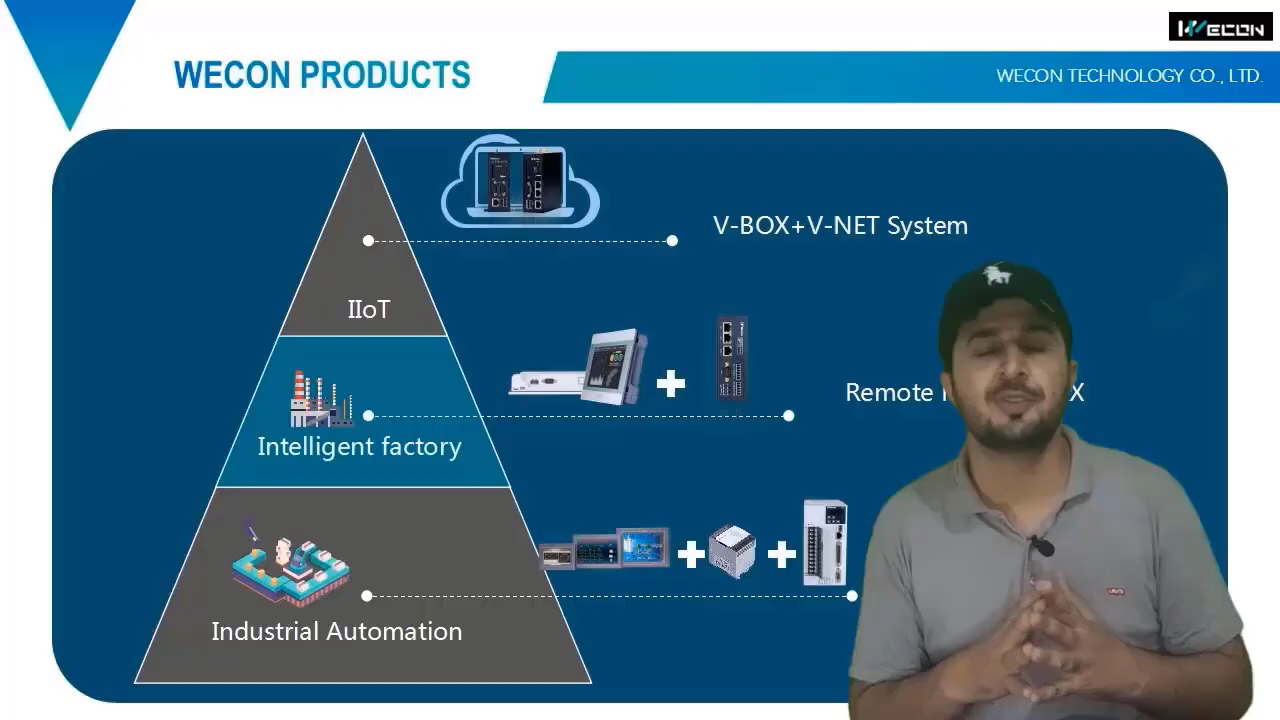 WECON
WECON PRODUCTS
WECON TECHNOLOGY CO., LTD.
V-BOX+V-NET System
IIoT
Remote
X
Intelligent factory
Industrial Automation